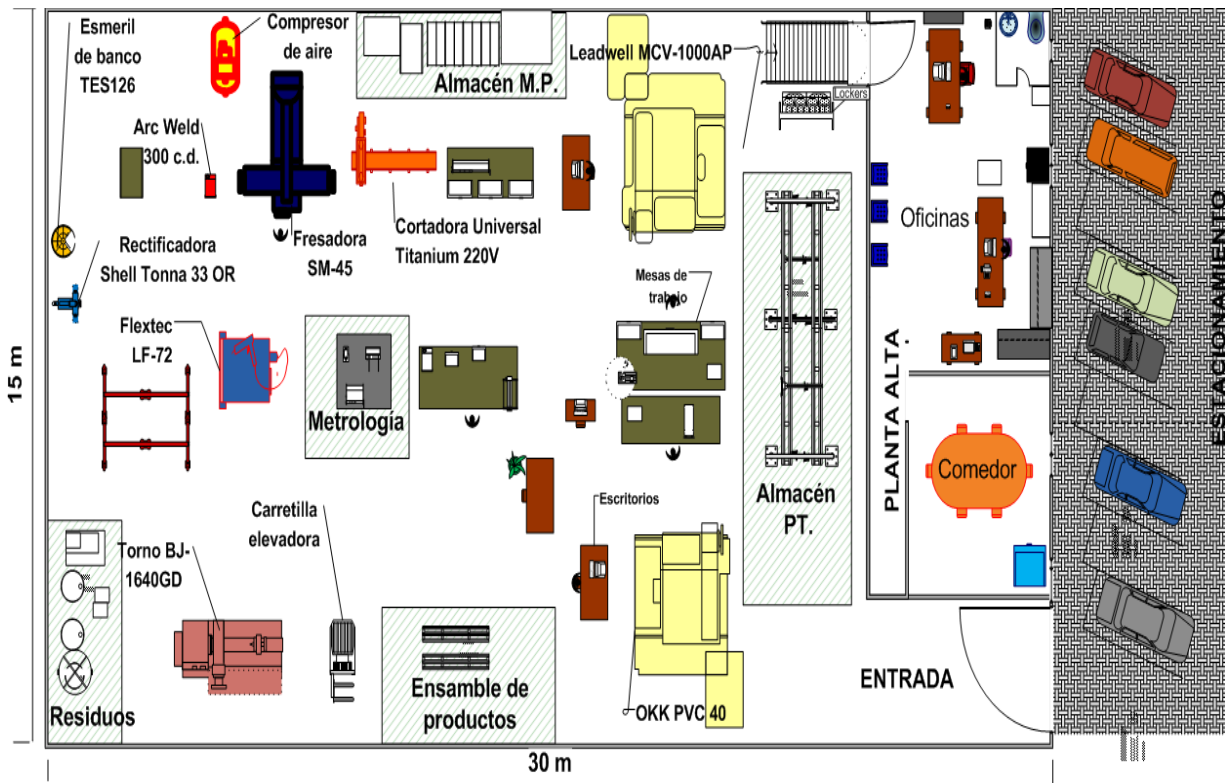 Esmeril
de banco
TES126
Compresor
de aire
Almacén M.P.
Leadwell MCV-1000AP
Lockers
Arc Weld
300 c.d.
Fresadora
SM-45
Cortadora Universal
Titanium 220V
Rectificadora
Shell Tonna 33 OR
Oficinas
Mesas de
trabajo
Flextec
LF-72
Metrología
15 m
PLANTA ALTA
ESTACIONAMIENTO
Comedor
Almacén
PT.
Carretilla
elevadora
Escritorios
Torno BJ-
1640GD
Residuos
Ensamble de
productos
OKK PVC 40
ENTRADA
30 m